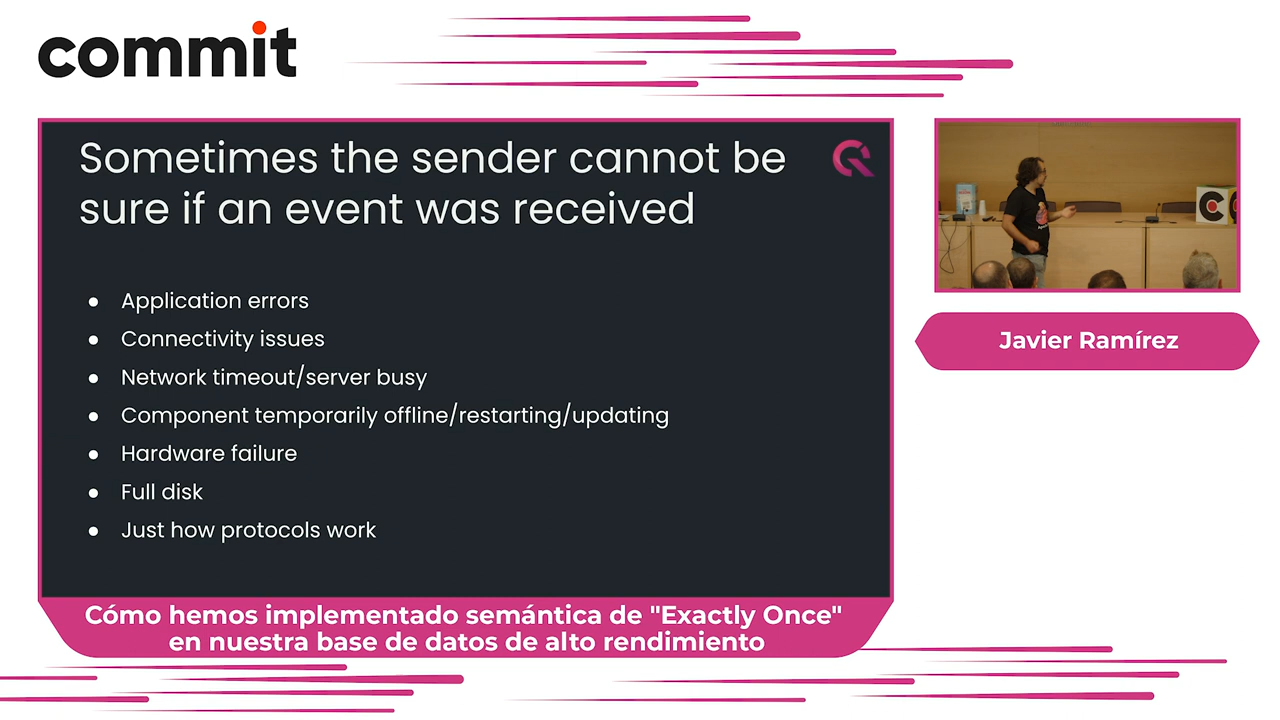 commit
Sometimes the sender cannot be
sure if an event was received
● Application errors
● Connectivity issues
● Network timeout/server busy
● Component temporarily offline/restarting/updating
● Hardware failure
● Full disk
● Just how protocols work
Javier Ramírez
Cómo hemos implementado semántica de "Exactly Once"
en nuestra base de datos de alto rendimiento